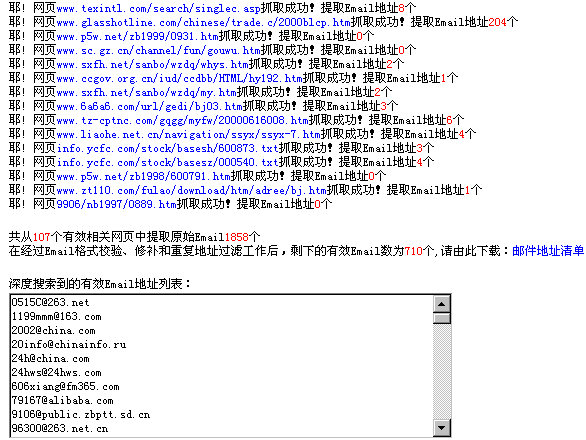 耶! 网页www.texintl.com/search/singlec.asp抓取成功! 提取Email地址8个
耶! 网页www.glasshotline.com/chinese/trade.c/2000blcp.htm抓取成功! 提取Email地址204个
耶! 网页www.p5w.net/zb1999/0931.htm抓取成功! 提取Email地址0个
耶! 网页www.sc.gz.cn/channel/fun/gouwu.htm抓取成功! 提取Email地址0个
耶! 网页www.sxfh.net/sanbo/wzdq/whys.htm抓取成功! 提取Email地址2个
耶! 网页www.ccgov.org.cn/iud/ccdbb/HTML/hy192.htm抓取成功! 提取Email地址1个
耶! 网页www.sxfh.net/sanbo/wzdq/my.htm抓取成功! 提取Email地址2个
耶! 网页www.6a6a6.com/url/gedi/bj03.htm抓取成功! 提取Email地址3个
耶! 网页www.tz-cptnc.com/gqgg/myfw/20000616008.htm抓取成功! 提取Email地址6个
耶! 网页www.liaohe.net.cn/navigation/ssyx/ssyx-7.htm抓取成功! 提取Email地址4个
耶! 网页info.ycfc.com/stock/basesh/600873.txt抓取成功! 提取Email地址3个
耶! 网页info.ycfc.com/stock/basesz/000540.txt抓取成功! 提取Email地址4个
耶! 网页www.p5w.net/zb1998/600791.htm抓取成功! 提取Email地址0个
耶! 网页www.zt110.com/fulao/download/htm/adree/bj.htm抓取成功! 提取Email地址1个
耶! 网页9906/nb1997/0889.htm抓取成功! 提取Email地址0个
共从107个有效相关网页中提取原始Email1858个
在经过Email格式校验、修补和重复地址过滤工作后，剩下的有效Email数为710个,请由此下载：邮件地址清单
深度搜索到的有效Email地址列表：
0515C@263.net
1199mmm@163.com
2002@china.com
20info@chinainfo.ru
24h@china.com
24hws@24hws.com
606xiang@fm365.com
79167@alibaba.com
9106@public.zbptt.sd.cn
96300@263.net.cn